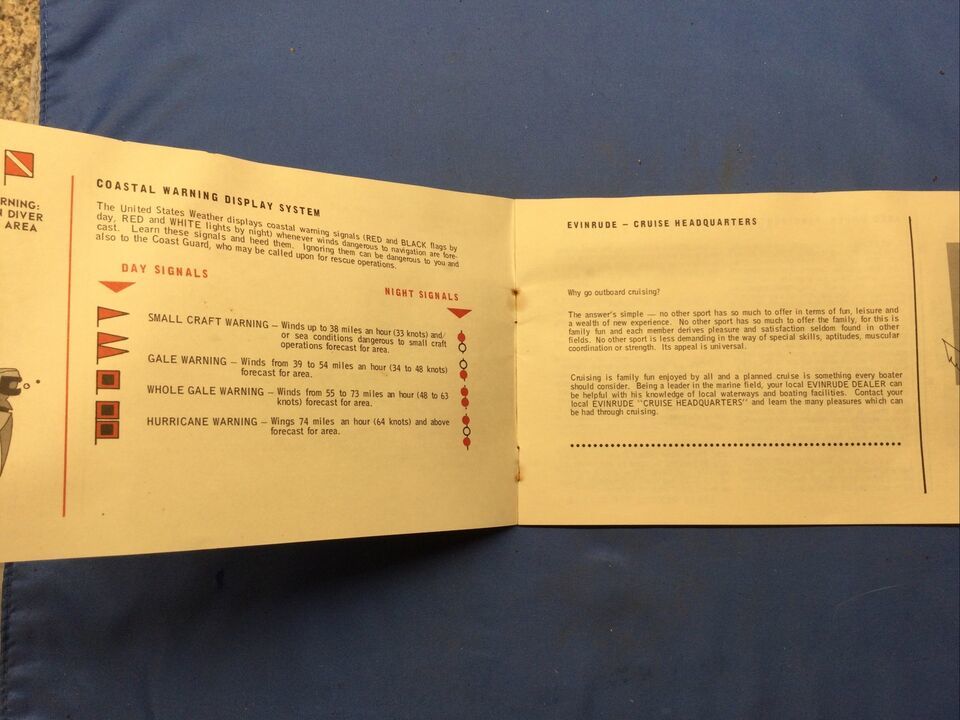 RNING:
DIVER
AREA
COASTAL WARNING DISPLAY SYSTEM
The United States Weather displays coastal warning signals (RED and BLACK flags by
day, RED and WHITE lights by night) whenever winds dangerous to navigation are fore-
cast. Learn these signals and heed them. Ignoring them can be dangerous to you and
also to the Coast Guard, who may be called upon for rescue operations.
DAY SIGNALS
NIGHT SIGNALS
SMALL CRAFT WARNING — Winds up to 38 miles an hour (33 knots) and/
or sea conditions dangerous to small craft
operations forecast for area.
GALE WARNING — Winds from 39 to 54 miles an hour (34 to 48 knots)
forecast for area.
WHOLE GALE WARNING — Winds from 55 to 73 miles an hour (48 to 63
knots) forecast for area.
HURRICANE WARNING — Wings 74 miles an hour (64 knots) and above
forecast for area.
EVINRUDE — CRUISE HEADQUARTERS
Why go outboard cruising?
The answer's simple — no other sport has so much to offer in terms of fun, leisure and
a wealth of new experience. No other sport has so much to offer the family, for this is
family fun and each member derives pleasure and satisfaction seldom found in other
fields. No other sport is less demanding in the way of special skills, aptitudes, muscular
coordination or strength. Its appeal is universal.
Cruising is family fun enjoyed by all and a planned cruise is something every boater
should consider. Being a leader in the marine field, your local EVINRUDE DEALER can
be helpful with his knowledge of local waterways and boating facilities. Contact your
local EVINRUDE "CRUISE HEADQUARTERS" and learn the many pleasures which can
be had through cruising.